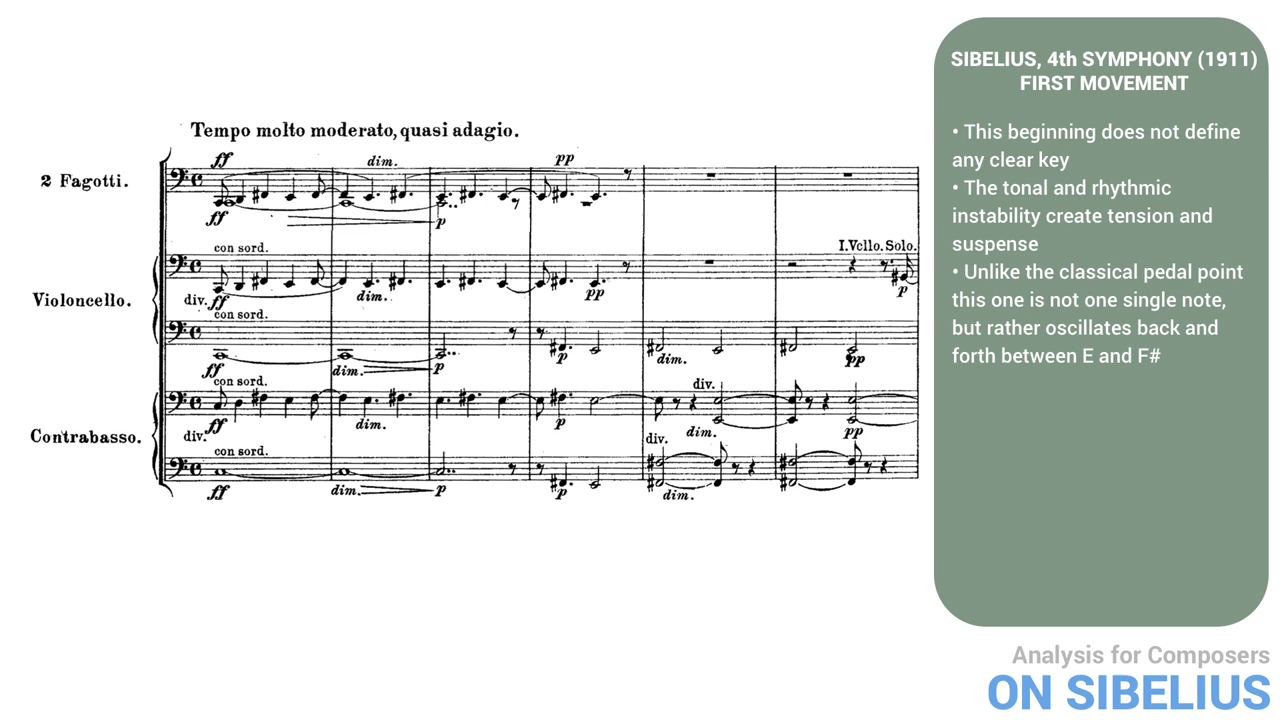 SIBELIUS, 4th SYMPHONY (1911)
FIRST MOVEMENT
• This beginning does not define
any clear key
• The tonal and rhythmic
instability create tension and
suspense
• Unlike the classical pedal point
this one is not one single note,
but rather oscillates back and
forth between E and F#
Tempo molto moderato, quasi adagio.
ff dim. pp
2 Fagotti.
ff p
con sord. I.Vcllo. Solo.
p
Violoncello.
div. ff dim. pp
con sord.
p dim. pp
ff dim. p
con sord. div.
ff dim. p dim. pp
Contrabasso.
div. div.
con sord.
ff dim. p p dim.
Analysis for Composers
ON SIBELIUS